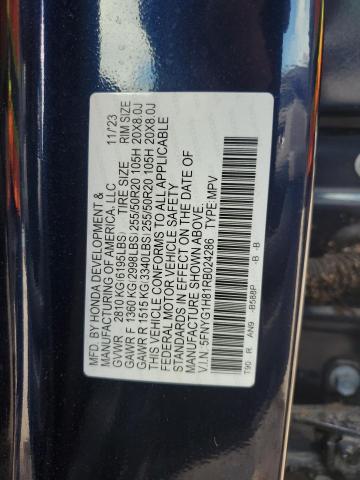 MFD. BY HONDA DEVELOPMENT &
MANUFACTURING OF AMERICA, LLC 11/23
GVWR 2810 KG(6195LBS) TIRE SIZE RIM SIZE
GAWR F 1360 KG(2998LBS) 255/50R20 105H 20X8.0J
GAWR R 1515 KG(3340LBS) 255/50R20 105H 20X8.0J
THIS VEHICLE CONFORMS TO ALL APPLICABLE
FEDERAL MOTOR VEHICLE SAFETY
STANDARDS IN EFFECT ON THE DATE OF
MANUFACTURE SHOWN ABOVE.
V.I.N. 5FNYG1H81RB024286 TYPE MPV
T90 R AN9 -B588P -B -B